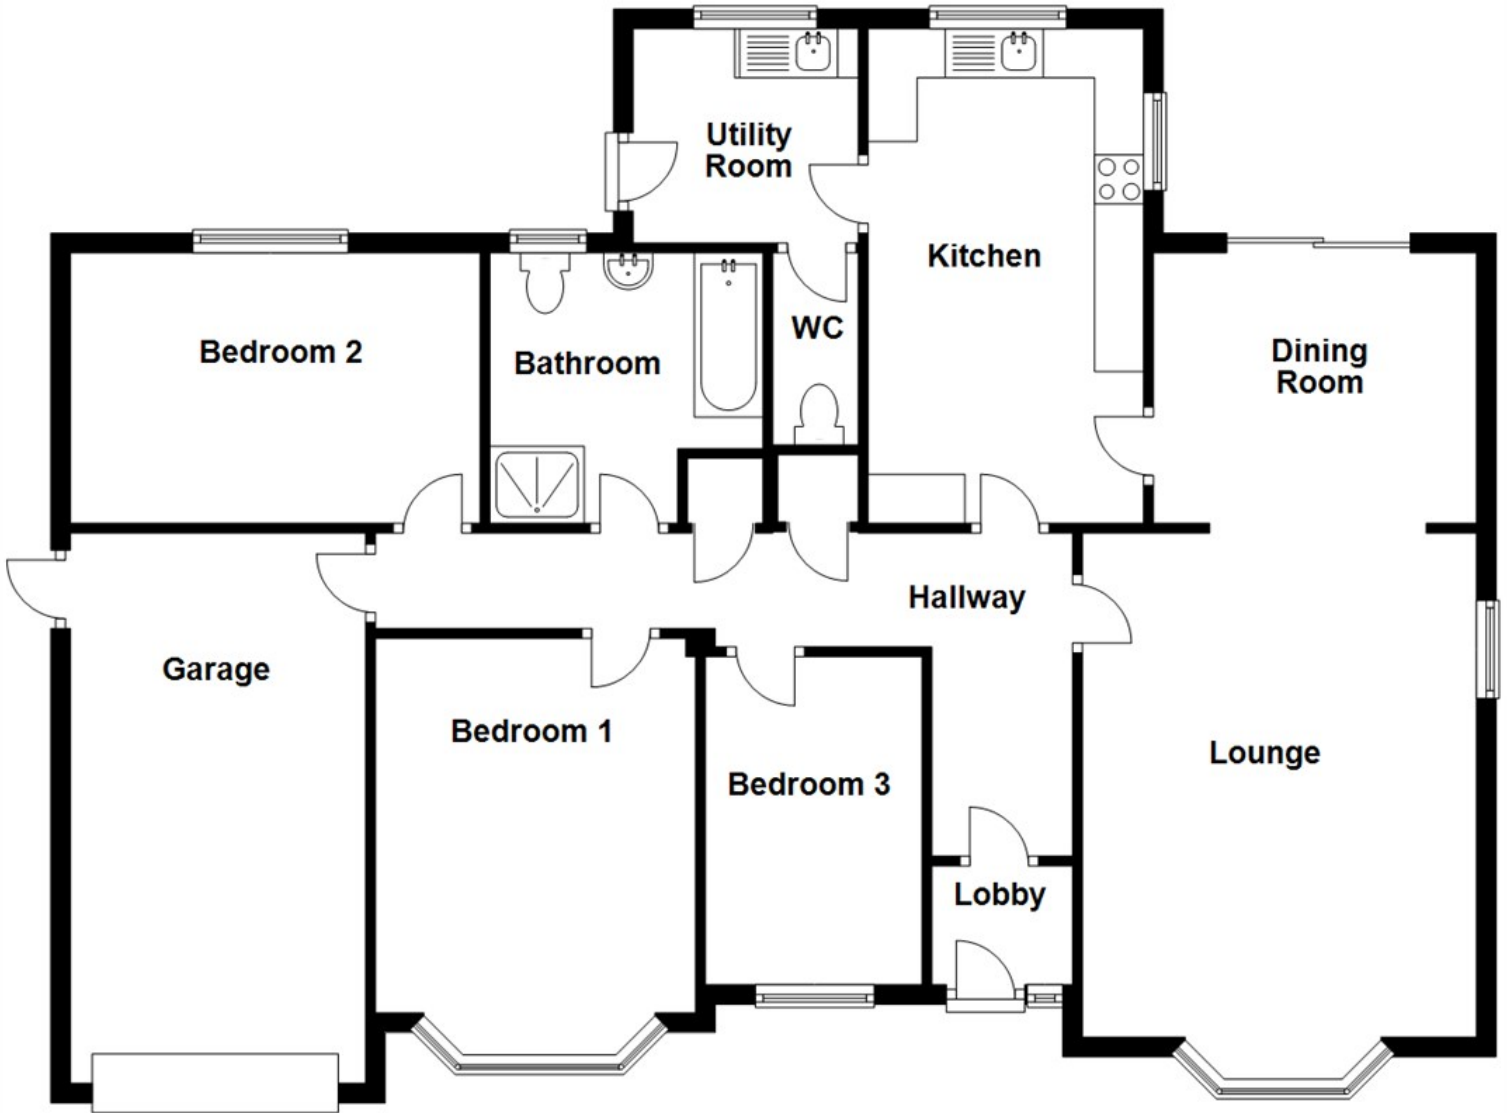 Utility
Room
Kitchen
WC
Bedroom 2
Bathroom
Dining
Room
Hallway
Garage
Bedroom 1
Bedroom 3
Lounge
Lobby